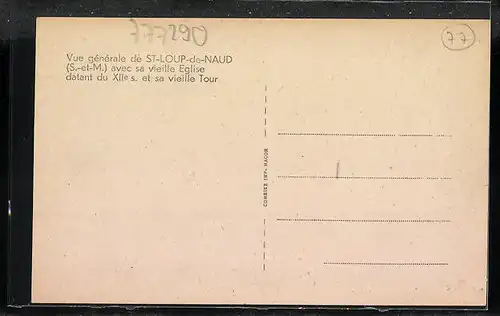 777290
77
Vue générale de ST-LOUP-de-NAUD
(S.-et-M.) avec sa vieille Eglise
datant du XIIe s. et sa vieille Tour
COMBIER IMP. MACON